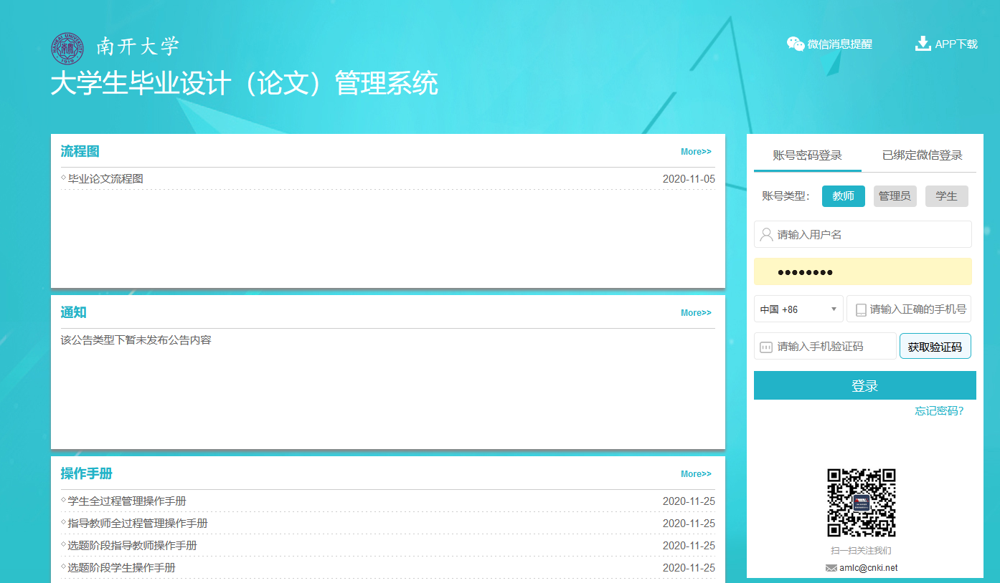 NANKAI UNIVERSITY
1919
南开大学
大学生毕业设计（论文）管理系统
微信消息提醒
APP下载
流程图
More>>
毕业论文流程图
2020-11-05
通知
More>>
该公告类型下暂未发布公告内容
操作手册
More>>
学生全过程管理操作手册
2020-11-25
指导教师全过程管理操作手册
2020-11-25
选题阶段指导教师操作手册
2020-11-25
选题阶段学生操作手册
2020-11-25
账号密码登录
已绑定微信登录
账号类型：
教师
管理员
学生
请输入用户名
••••••••
中国 +86
请输入正确的手机号
请输入手机验证码
获取验证码
登录
忘记密码？
扫一扫关注我们
amlc@cnki.net